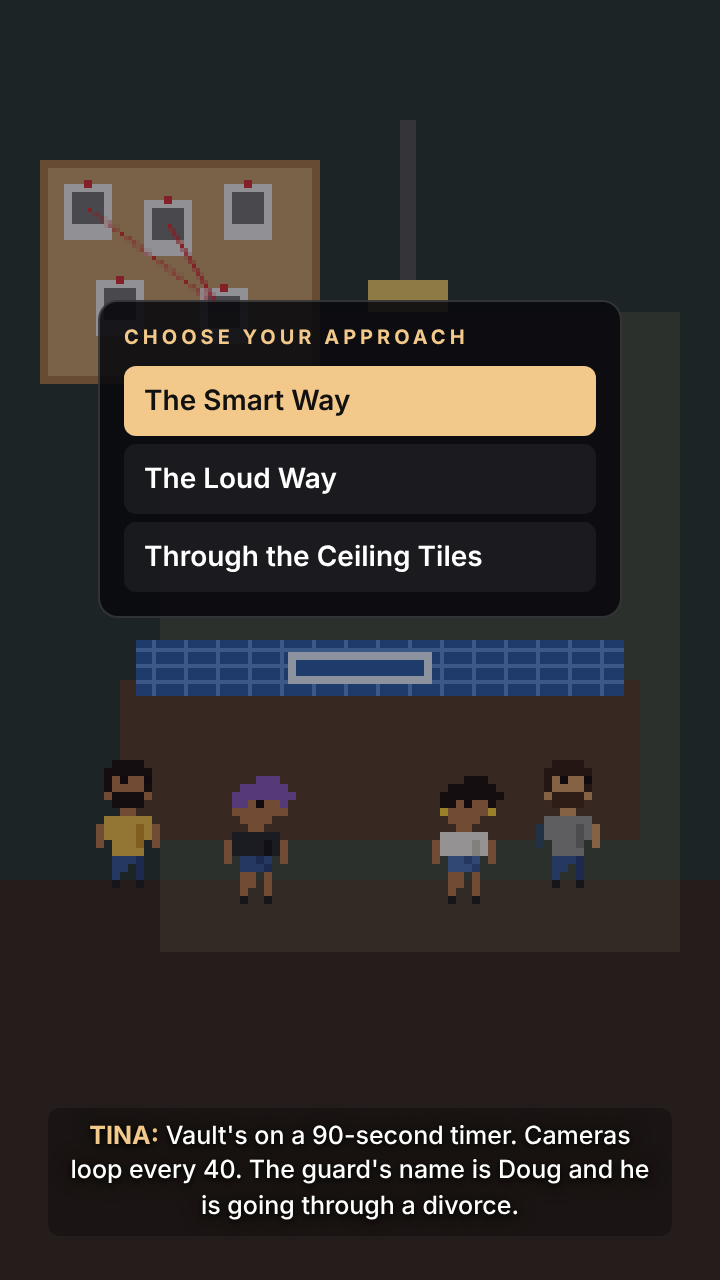 CHOOSE YOUR APPROACH
The Smart Way
The Loud Way
Through the Ceiling Tiles
TINA: Vault's on a 90-second timer. Cameras
loop every 40. The guard's name is Doug and he
is going through a divorce.